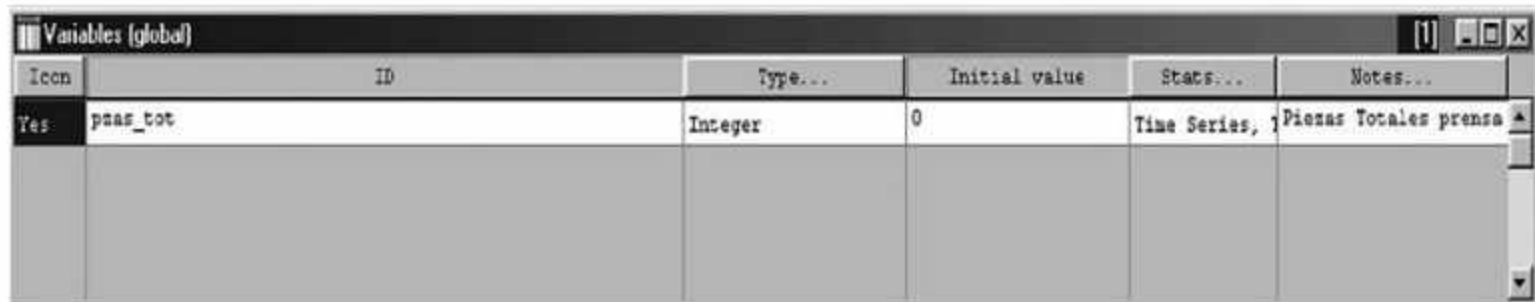 Variables (global) [1]
Icon ID Type... Initial value Stats... Notes...
Yes pzas_tot Integer 0 Time Series, Piezas Totales prensa